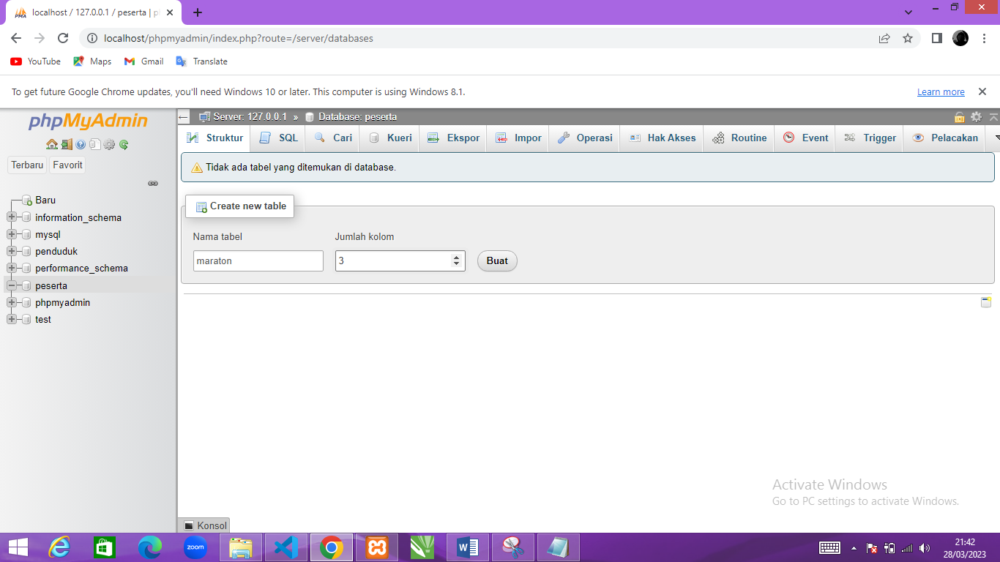 localhost / 127.0.0.1 / peserta | p
localhost/phpmyadmin/index.php?route=/server/databases
YouTube Maps Gmail Translate
To get future Google Chrome updates, you'll need Windows 10 or later. This computer is using Windows 8.1. Learn more
phpMyAdmin
Terbaru Favorit
Baru
information_schema
mysql
penduduk
performance_schema
peserta
phpmyadmin
test
Server: 127.0.0.1 » Database: peserta
Struktur SQL Cari Kueri Ekspor Impor Operasi Hak Akses Routine Event Trigger Pelacakan
Tidak ada tabel yang ditemukan di database.
Create new table
Nama tabel Jumlah kolom
maraton 3 Buat
Activate Windows
Go to PC settings to activate Windows.
Konsol
zoom
21:42
28/03/2023